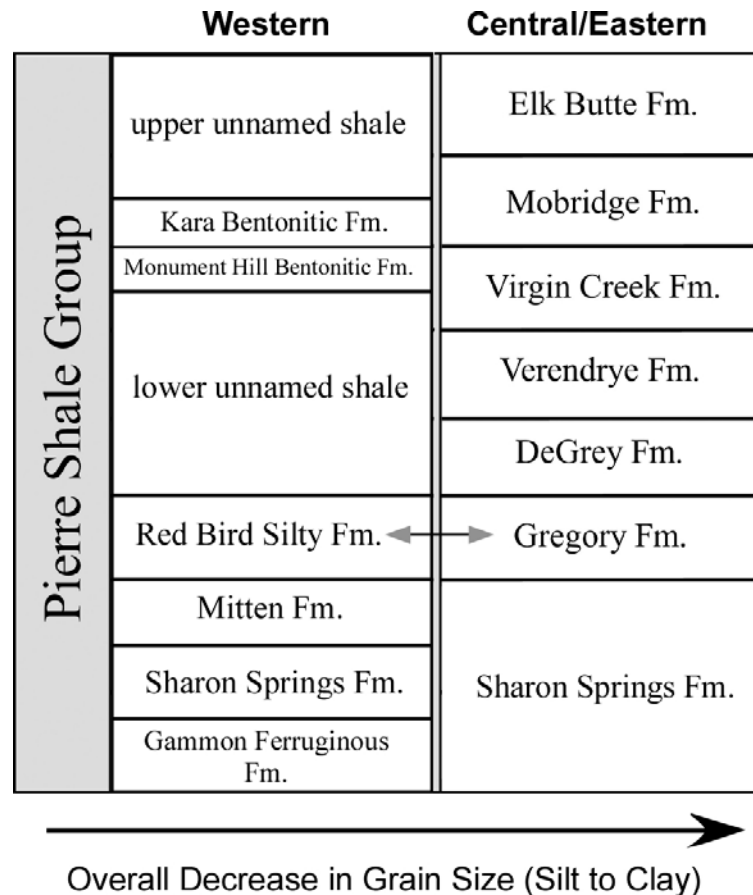 Western
Central/Eastern
Pierre Shale Group
upper unnamed shale
Kara Bentonitic Fm.
Monument Hill Bentonitic Fm.
lower unnamed shale
Red Bird Silty Fm.
Mitten Fm.
Sharon Springs Fm.
Gammon Ferruginous
Fm.
Elk Butte Fm.
Mobridge Fm.
Virgin Creek Fm.
Verendrye Fm.
DeGrey Fm.
Gregory Fm.
Sharon Springs Fm.
Overall Decrease in Grain Size (Silt to Clay)